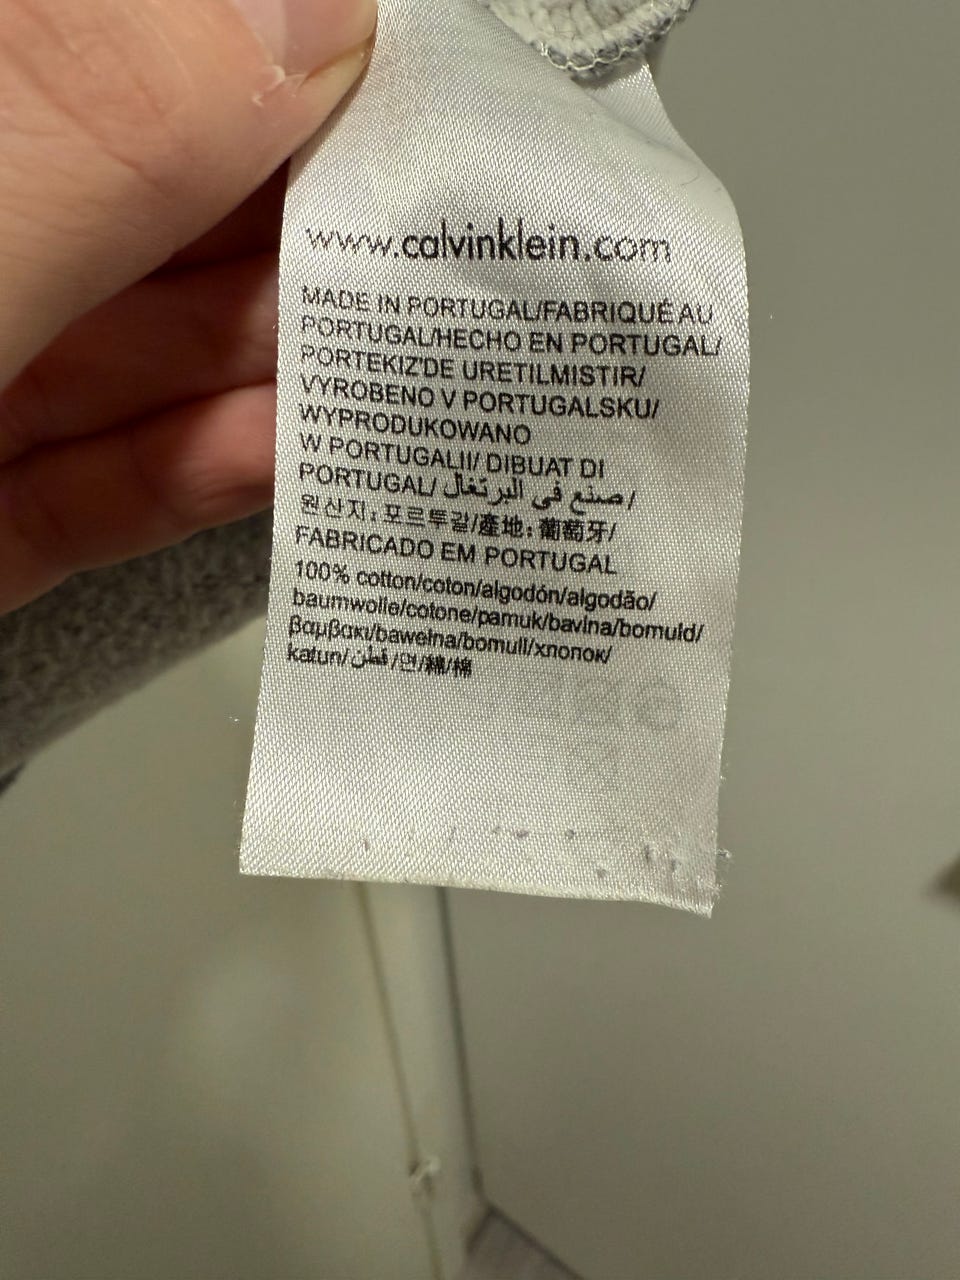 www.calvinklein.com
MADE IN PORTUGAL/FABRIQUÉ AU
PORTUGAL/HECHO EN PORTUGAL/
PORTEKIZ'DE URETILMISTIR/
VYROBENO V PORTUGALSKU/
WYPRODUKOWANO
W PORTUGALII/ DIBUAT DI
PORTUGAL/ صنع في البرتغال /
원산지: 포르투갈/產地: 葡萄牙/
FABRICADO EM PORTUGAL
100% cotton/coton/algodón/algodão/
baumwolle/cotone/pamuk/bavlna/bomuld/
βαμβακι/bawełna/bomull/хлопок/
katun/قطن/면/綿/棉